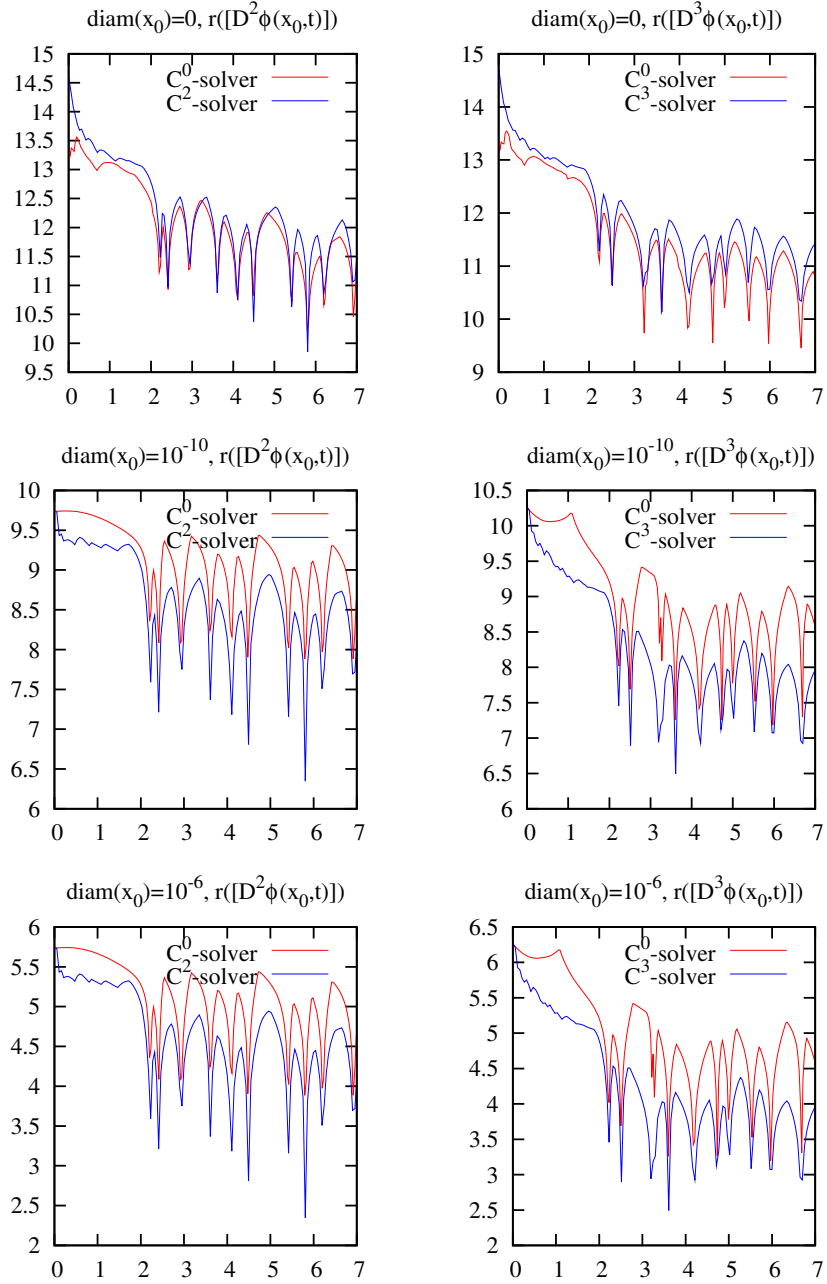 diam(x₀)=0, r([D²ϕ(x₀,t)])
15
14.5
14
13.5
13
12.5
12
11.5
11
10.5
10
9.5
0 1 2 3 4 5 6 7
C⁰-solver
C²-solver
diam(x₀)=0, r([D³ϕ(x₀,t)])
15
14
13
12
11
10
9
0 1 2 3 4 5 6 7
C⁰-solver
C³-solver
diam(x₀)=10⁻¹⁰, r([D²ϕ(x₀,t)])
10
9.5
9
8.5
8
7.5
7
6.5
6
0 1 2 3 4 5 6 7
C⁰-solver
C²-solver
diam(x₀)=10⁻¹⁰, r([D³ϕ(x₀,t)])
10.5
10
9.5
9
8.5
8
7.5
7
6.5
6
0 1 2 3 4 5 6 7
C⁰-solver
C³-solver
diam(x₀)=10⁻⁶, r([D²ϕ(x₀,t)])
6
5.5
5
4.5
4
3.5
3
2.5
2
0 1 2 3 4 5 6 7
C⁰-solver
C²-solver
diam(x₀)=10⁻⁶, r([D³ϕ(x₀,t)])
6.5
6
5.5
5
4.5
4
3.5
3
2.5
2
0 1 2 3 4 5 6 7
C⁰-solver
C³-solver